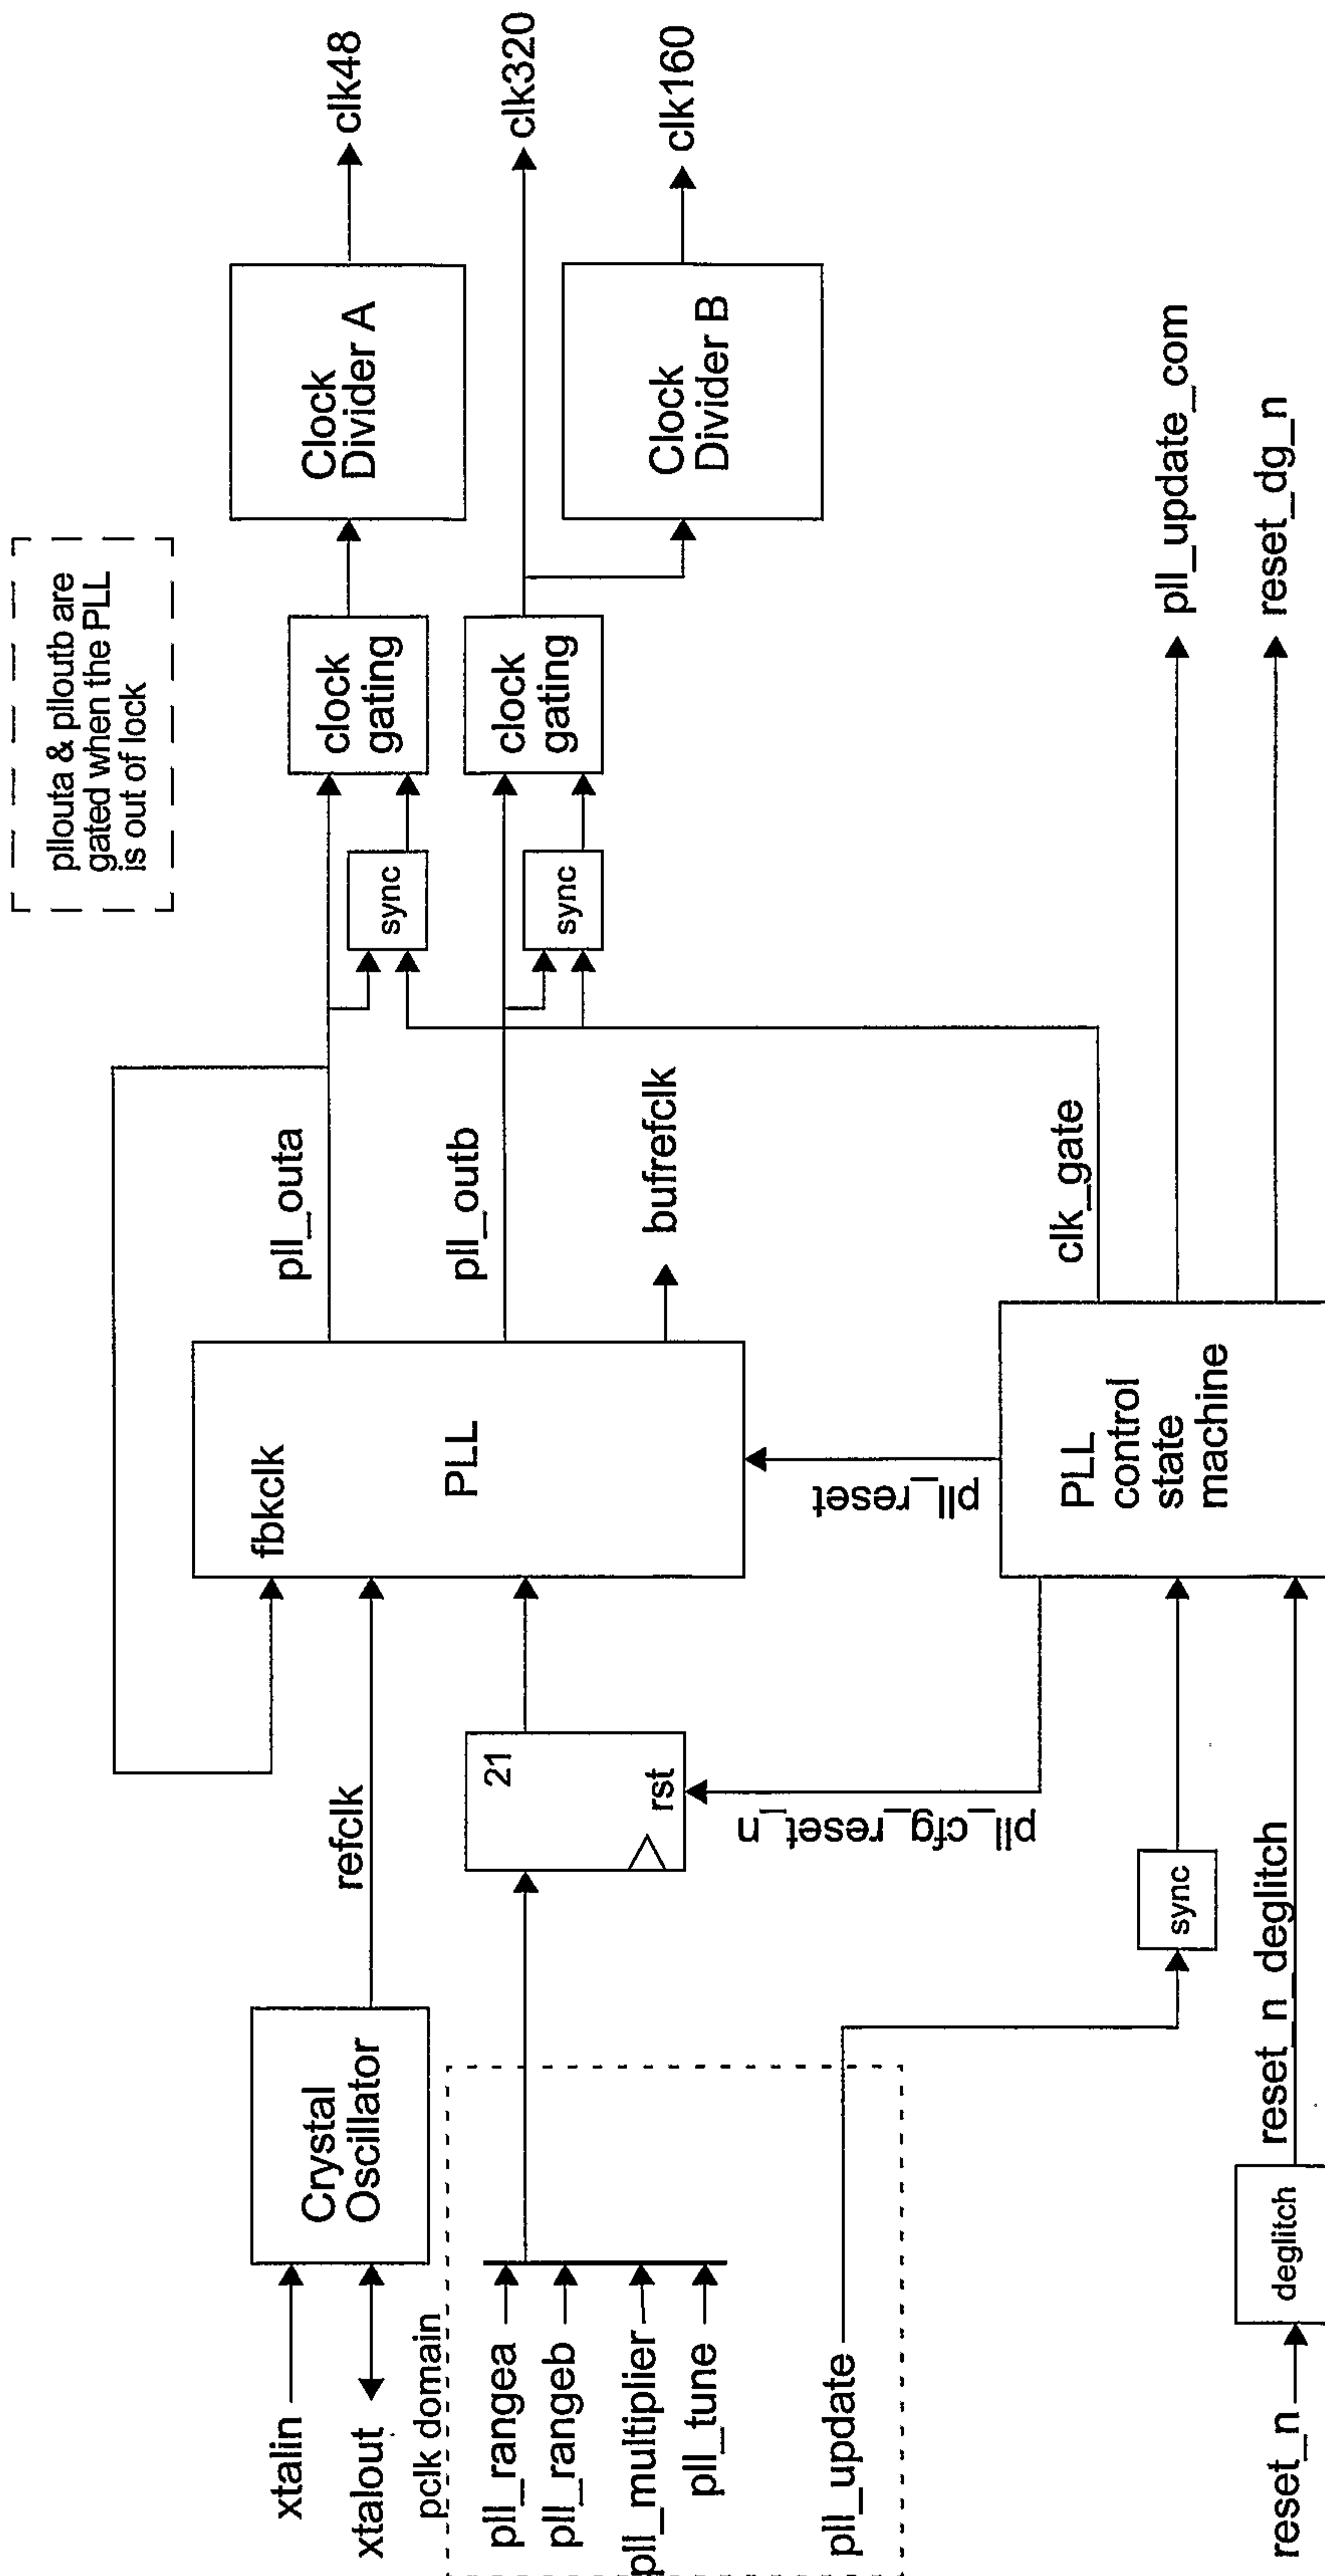 pllouta & piloutb are
gated when the PLL
is out of lock
xtalin
xtalout
Crystal
Oscillator
refclk
fbkclk
PLL
pll_outa
pll_outb
bufrefclk
sync
sync
clock
gating
clock
gating
Clock
Divider A
Clock
Divider B
clk48
clk320
clk160
pclk domain
pll_rangea
pll_rangeb
pll_multiplier
pll_tune
pll_update
21
rst
pll_cfg_reset_n
pll_reset
sync
PLL
control
state
machine
clk_gate
pll_update_com
reset_dg_n
reset_n
deglitch
reset_n_deglitch